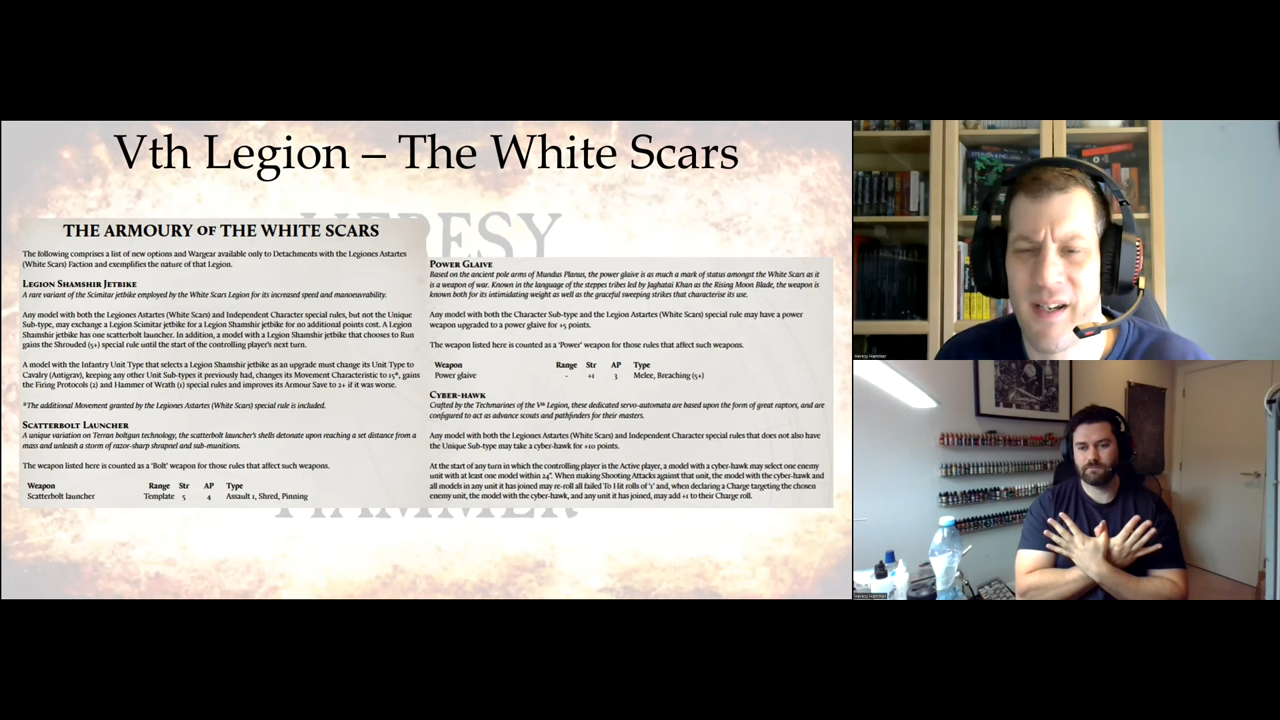 Vth Legion – The White Scars
HERESY
HAMMER
THE ARMOURY OF THE WHITE SCARS
The following comprises a list of new options and Wargear available only to Detachments with the Legiones Astartes
(White Scars) Faction and exemplifies the nature of that Legion.
LEGION SHAMSHIR JETBIKE
A rare variant of the Scimitar jetbike employed by the White Scars Legion for its increased speed and manoeuvrability.
Any model with both the Legiones Astartes (White Scars) and Independent Character special rules, but not the Unique
Sub-type, may exchange a Legion Scimitar jetbike for a Legion Shamshir jetbike for no additional points cost. A Legion
Shamshir jetbike has one scatterbolt launcher. In addition, a model with a Legion Shamshir jetbike that chooses to Run
gains the Shrouded (5+) special rule until the start of the controlling player's next turn.
A model with the Infantry Unit Type that selects a Legion Shamshir jetbike as an upgrade must change its Unit Type to
Cavalry (Antigrav), keeping any other Unit Sub-types it previously had, changes its Movement Characteristic to 15*, gains
the Firing Protocols (2) and Hammer of Wrath (1) special rules and improves its Armour Save to 2+ if it was worse.
*The additional Movement granted by the Legiones Astartes (White Scars) special rule is included.
SCATTERBOLT LAUNCHER
A unique variation on Terran boltgun technology, the scatterbolt launcher's shells detonate upon reaching a set distance from a
mass and unleash a storm of razor-sharp shrapnel and sub-munitions.
The weapon listed here is counted as a 'Bolt' weapon for those rules that affect such weapons.
Weapon Range Str AP Type
Scatterbolt launcher Template 5 4 Assault 1, Shred, Pinning
POWER GLAIVE
Based on the ancient pole arms of Mundus Planus, the power glaive is as much a mark of status amongst the White Scars as it
is a weapon of war. Known in the language of the steppes tribes led by Jaghatai Khan as the Rising Moon Blade, the weapon is
known both for its intimidating weight as well as the graceful sweeping strikes that characterise its use.
Any model with both the Character Sub-type and the Legion Astartes (White Scars) special rule may have a power
weapon upgraded to a power glaive for +5 points.
The weapon listed here is counted as a 'Power' weapon for those rules that affect such weapons.
Weapon Range Str AP Type
Power glaive - +1 3 Melee, Breaching (5+)
CYBER-HAWK
Crafted by the Techmarines of the Vth Legion, these dedicated servo-automata are based upon the form of great raptors, and are
configured to act as advance scouts and pathfinders for their masters.
Any model with both the Legiones Astartes (White Scars) and Independent Character special rules that does not also have
the Unique Sub-type may take a cyber-hawk for +10 points.
At the start of any turn in which the controlling player is the Active player, a model with a cyber-hawk may select one enemy
unit with at least one model within 24". When making Shooting Attacks against that unit, the model with the cyber-hawk and
all models in any unit it has joined may re-roll all failed To Hit rolls of '1' and, when declaring a Charge targeting the chosen
enemy unit, the model with the cyber-hawk, and any unit it has joined, may add +1 to their Charge roll.
STEPHEN KING
Heresy Hammer
Heresy Hammer